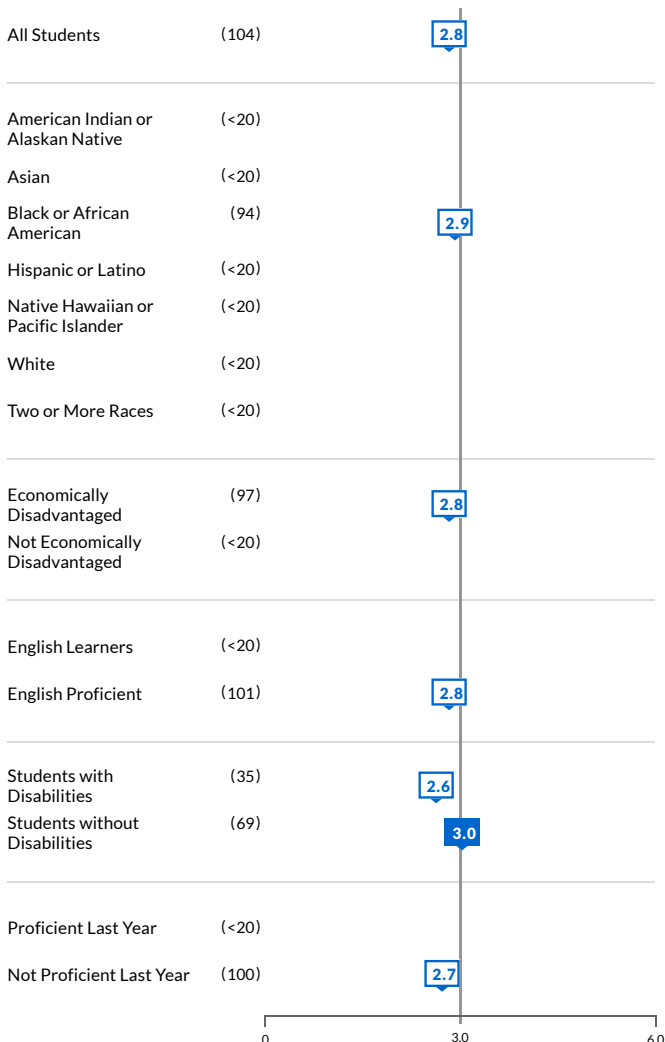 All Students (104) 2.8
American Indian or (<20)
Alaskan Native
Asian (<20)
Black or African (94) 2.9
American
Hispanic or Latino (<20)
Native Hawaiian or (<20)
Pacific Islander
White (<20)
Two or More Races (<20)
Economically (97) 2.8
Disadvantaged
Not Economically (<20)
Disadvantaged
English Learners (<20)
English Proficient (101) 2.8
Students with (35) 2.6
Disabilities
Students without (69) 3.0
Disabilities
Proficient Last Year (<20)
Not Proficient Last Year (100) 2.7
0 3.0 6.0